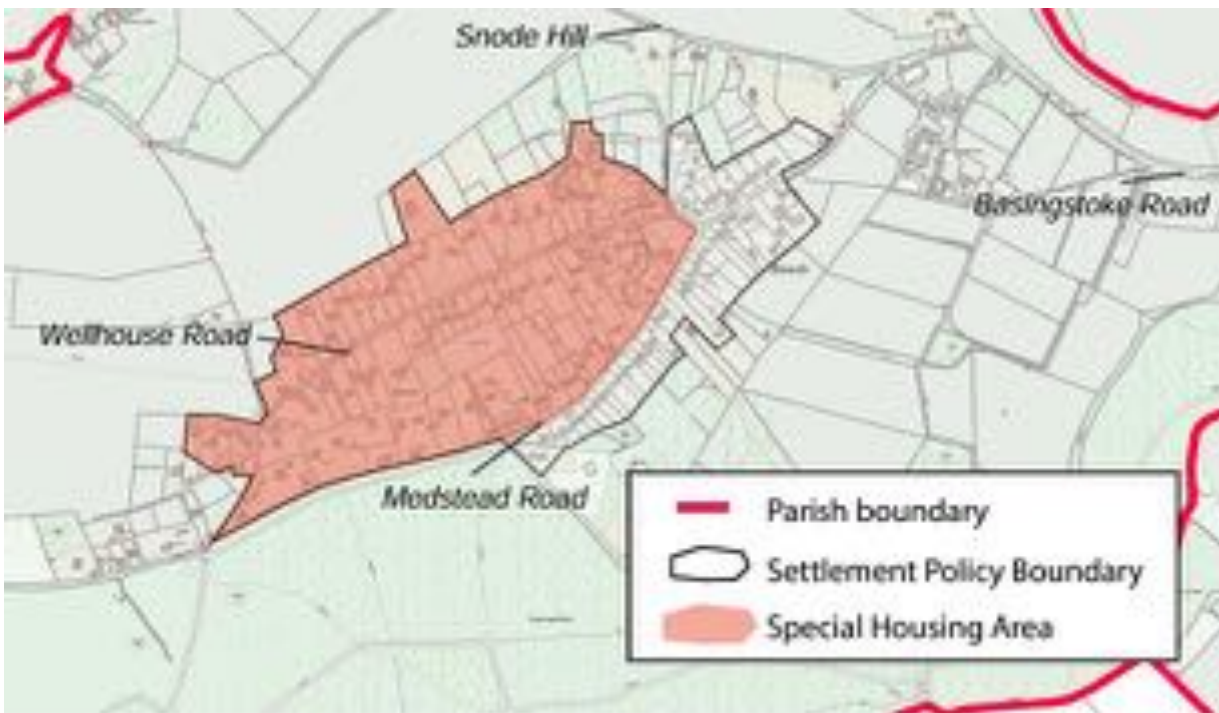 Snode Hill
Basingstoke Road
Wellhouse Road
Medstead Road
Parish boundary
Settlement Policy Boundary
Special Housing Area